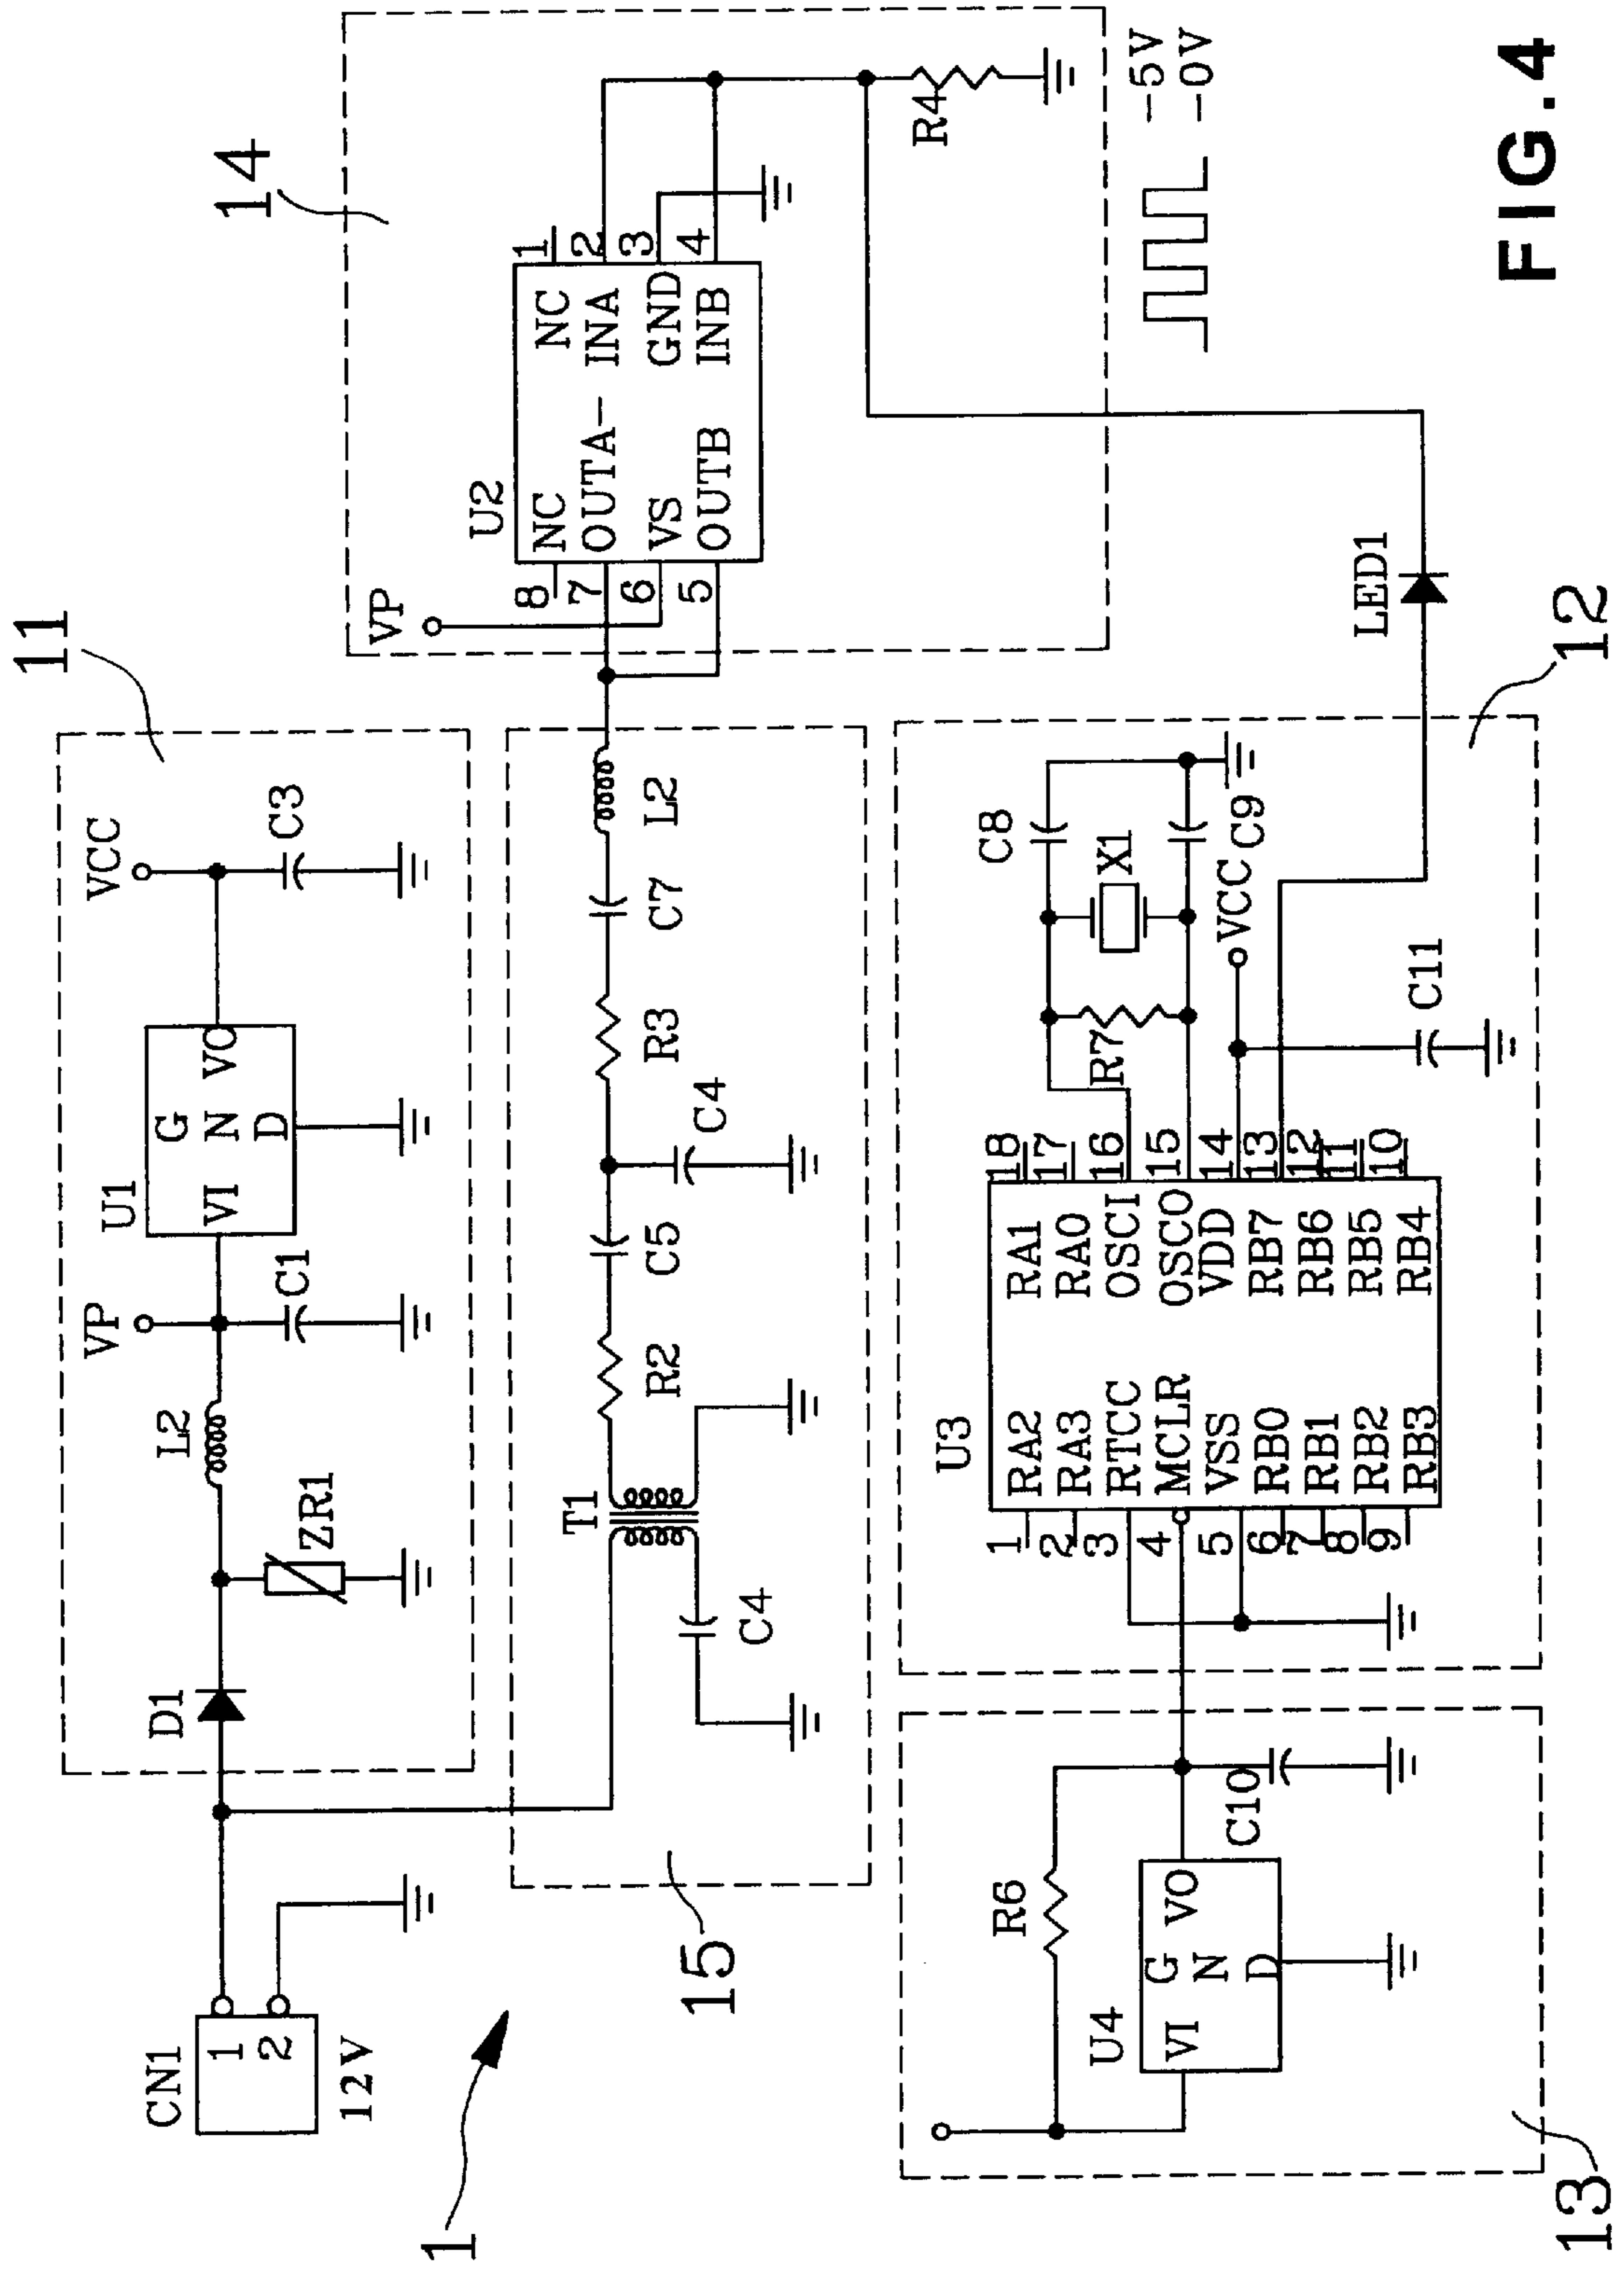 11
VP
VCC
L2
U1
D1
ZR1
C1
VI
G
N
D
VO
C3
CN1
1
2
12V
1
15
T1
R2
C5
C4
R3
C7
L2
C4
14
VP
U2
8
7
6
5
NC
OUTA-
VS
OUTB
NC
INA
GND
INB
1
2
3
4
R4
-5V
-0V
13
U4
VI
G
N
D
VO
R6
C10
12
U3
1
2
3
4
5
6
7
8
9
RA2
RA3
RTCC
MCLR
VSS
RB0
RB1
RB2
RB3
RA1
RA0
OSCI
OSCO
VDD
RB7
RB6
RB5
RB4
18
17
16
15
14
13
12
11
10
R7
X1
C8
C9
VCC
C11
LED1
FIG.4